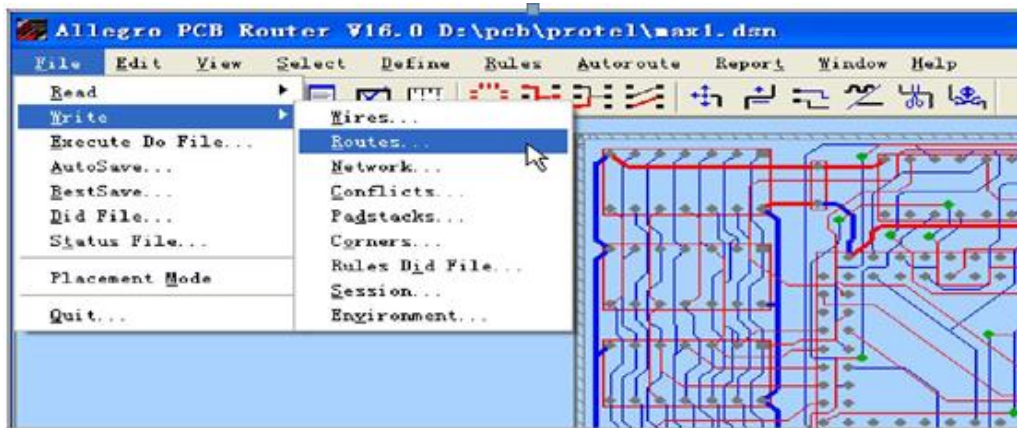 Allegro PCB Router V16.0 D:\pcb\protel\max1.dsn
File Edit View Select Define Rules Autoroute Report Window Help
Read
Write
Execute Do File...
AutoSave...
BestSave...
Did File...
Status File...
Placement Mode
Quit...
Wires...
Routes...
Network...
Conflicts...
Padstacks...
Corners...
Rules Did File...
Session...
Environment...